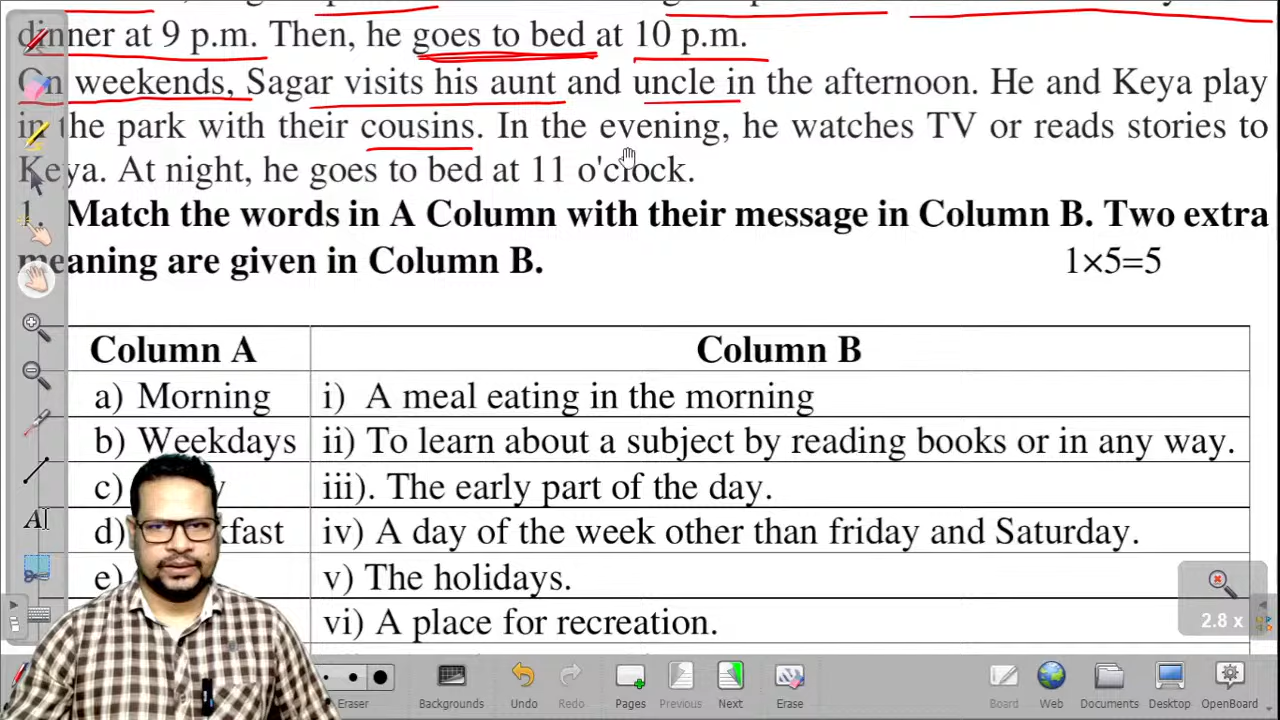 dinner at 9 p.m. Then, he goes to bed at 10 p.m.
On weekends, Sagar visits his aunt and uncle in the afternoon. He and Keya play
in the park with their cousins. In the evening, he watches TV or reads stories to
Keya. At night, he goes to bed at 11 o'clock.
1. Match the words in A Column with their message in Column B. Two extra
meaning are given in Column B. 1×5=5
Column A Column B
a) Morning i) A meal eating in the morning
b) Weekdays ii) To learn about a subject by reading books or in any way.
c) iii). The early part of the day.
d) kfast iv) A day of the week other than friday and Saturday.
e) v) The holidays.
vi) A place for recreation.
2.8 x
Eraser Backgrounds Undo Redo Pages Previous Next Erase Board Web Documents Desktop OpenBoard